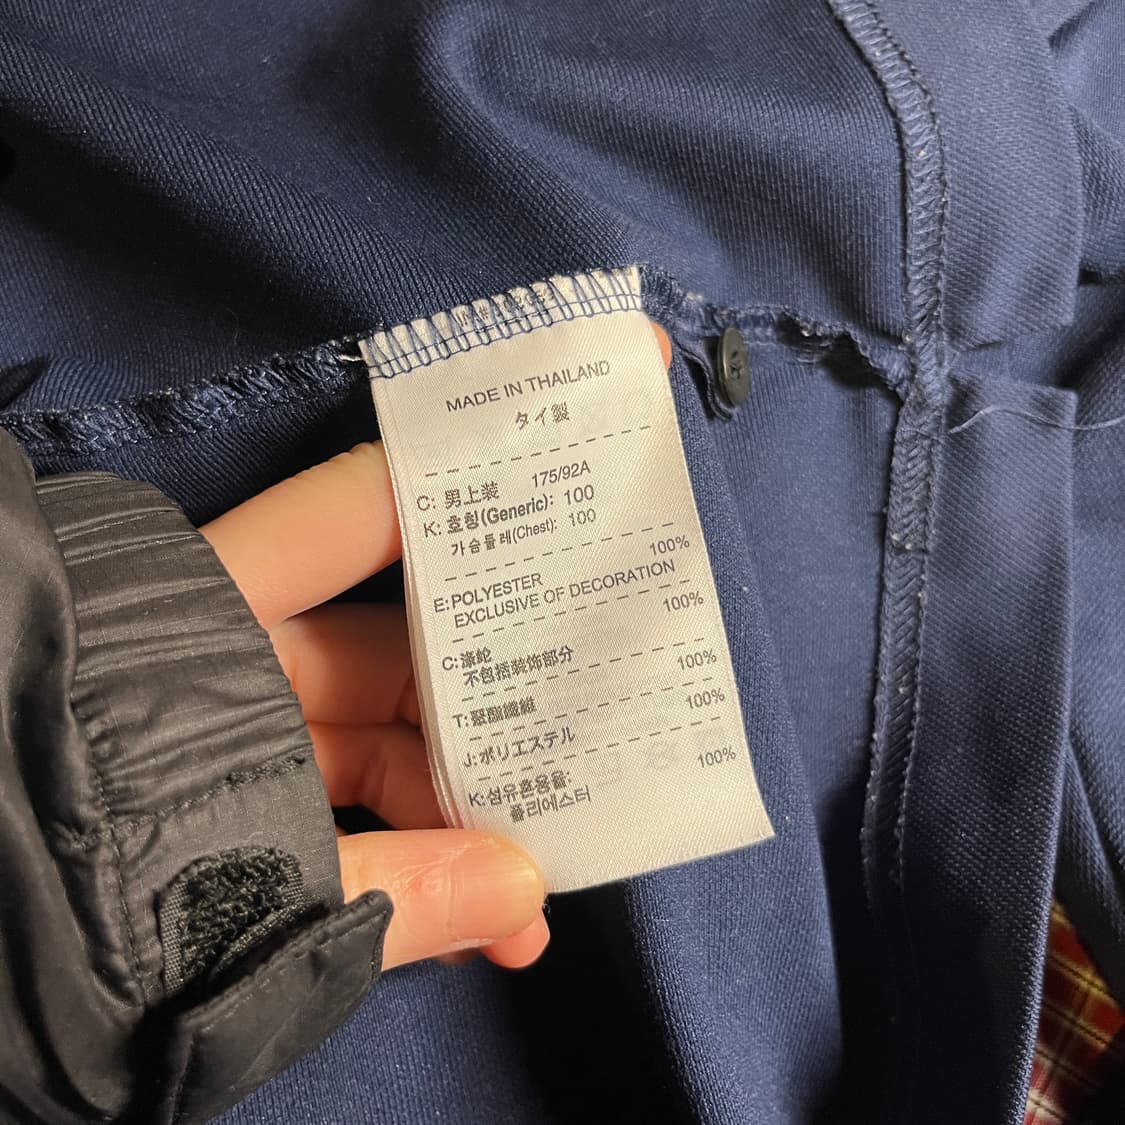 MADE IN THAILAND
タイ製
C: 男上装 175/92A
K: 호칭(Generic): 100
가슴둘레(Chest): 100
E: POLYESTER 100%
EXCLUSIVE OF DECORATION
C: 涤纶 100%
不包括装饰部分
T: 聚酯纖維 100%
J: ポリエステル 100%
K: 섬유혼용율:
폴리에스터 100%